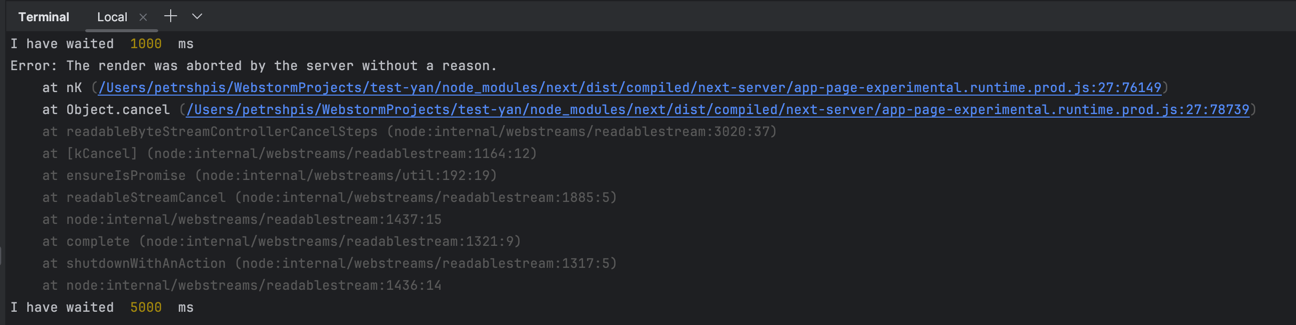 Terminal Local × +
I have waited 1000 ms
Error: The render was aborted by the server without a reason.
at nK (/Users/petrshpis/WebstormProjects/test-yan/node_modules/next/dist/compiled/next-server/app-page-experimental.runtime.prod.js:27:76149)
at Object.cancel (/Users/petrshpis/WebstormProjects/test-yan/node_modules/next/dist/compiled/next-server/app-page-experimental.runtime.prod.js:27:78739)
at readableByteStreamControllerCancelSteps (node:internal/webstreams/readablestream:3020:37)
at [kCancel] (node:internal/webstreams/readablestream:1164:12)
at ensureIsPromise (node:internal/webstreams/util:192:19)
at readableStreamCancel (node:internal/webstreams/readablestream:1885:5)
at node:internal/webstreams/readablestream:1437:15
at complete (node:internal/webstreams/readablestream:1321:9)
at shutdownWithAnAction (node:internal/webstreams/readablestream:1317:5)
at node:internal/webstreams/readablestream:1436:14
I have waited 5000 ms